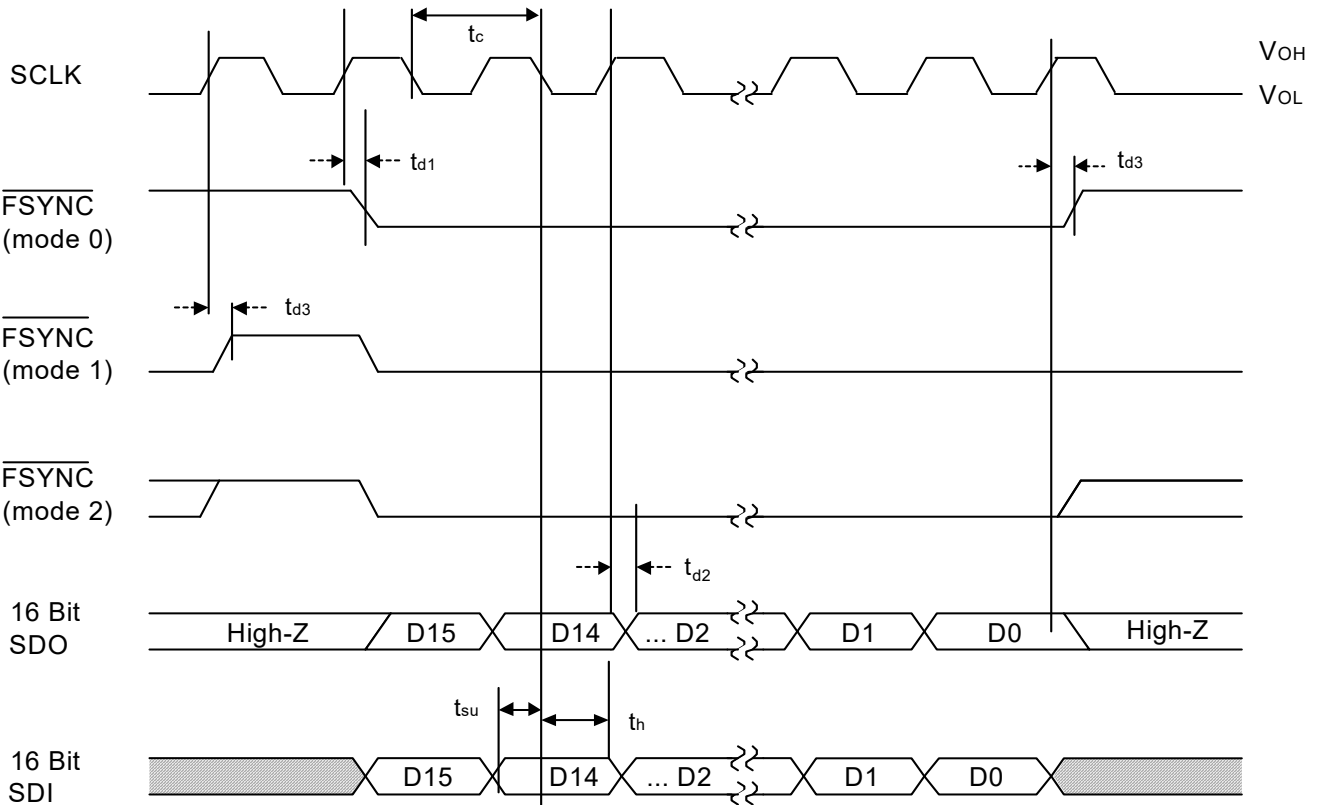 tc
SCLK
VOH
VOL
td1
td3
FSYNC
(mode 0)
td3
FSYNC
(mode 1)
FSYNC
(mode 2)
td2
16 Bit
SDO
High-Z
D15
D14
... D2
D1
D0
High-Z
tsu
th
16 Bit
SDI
D15
D14
... D2
D1
D0